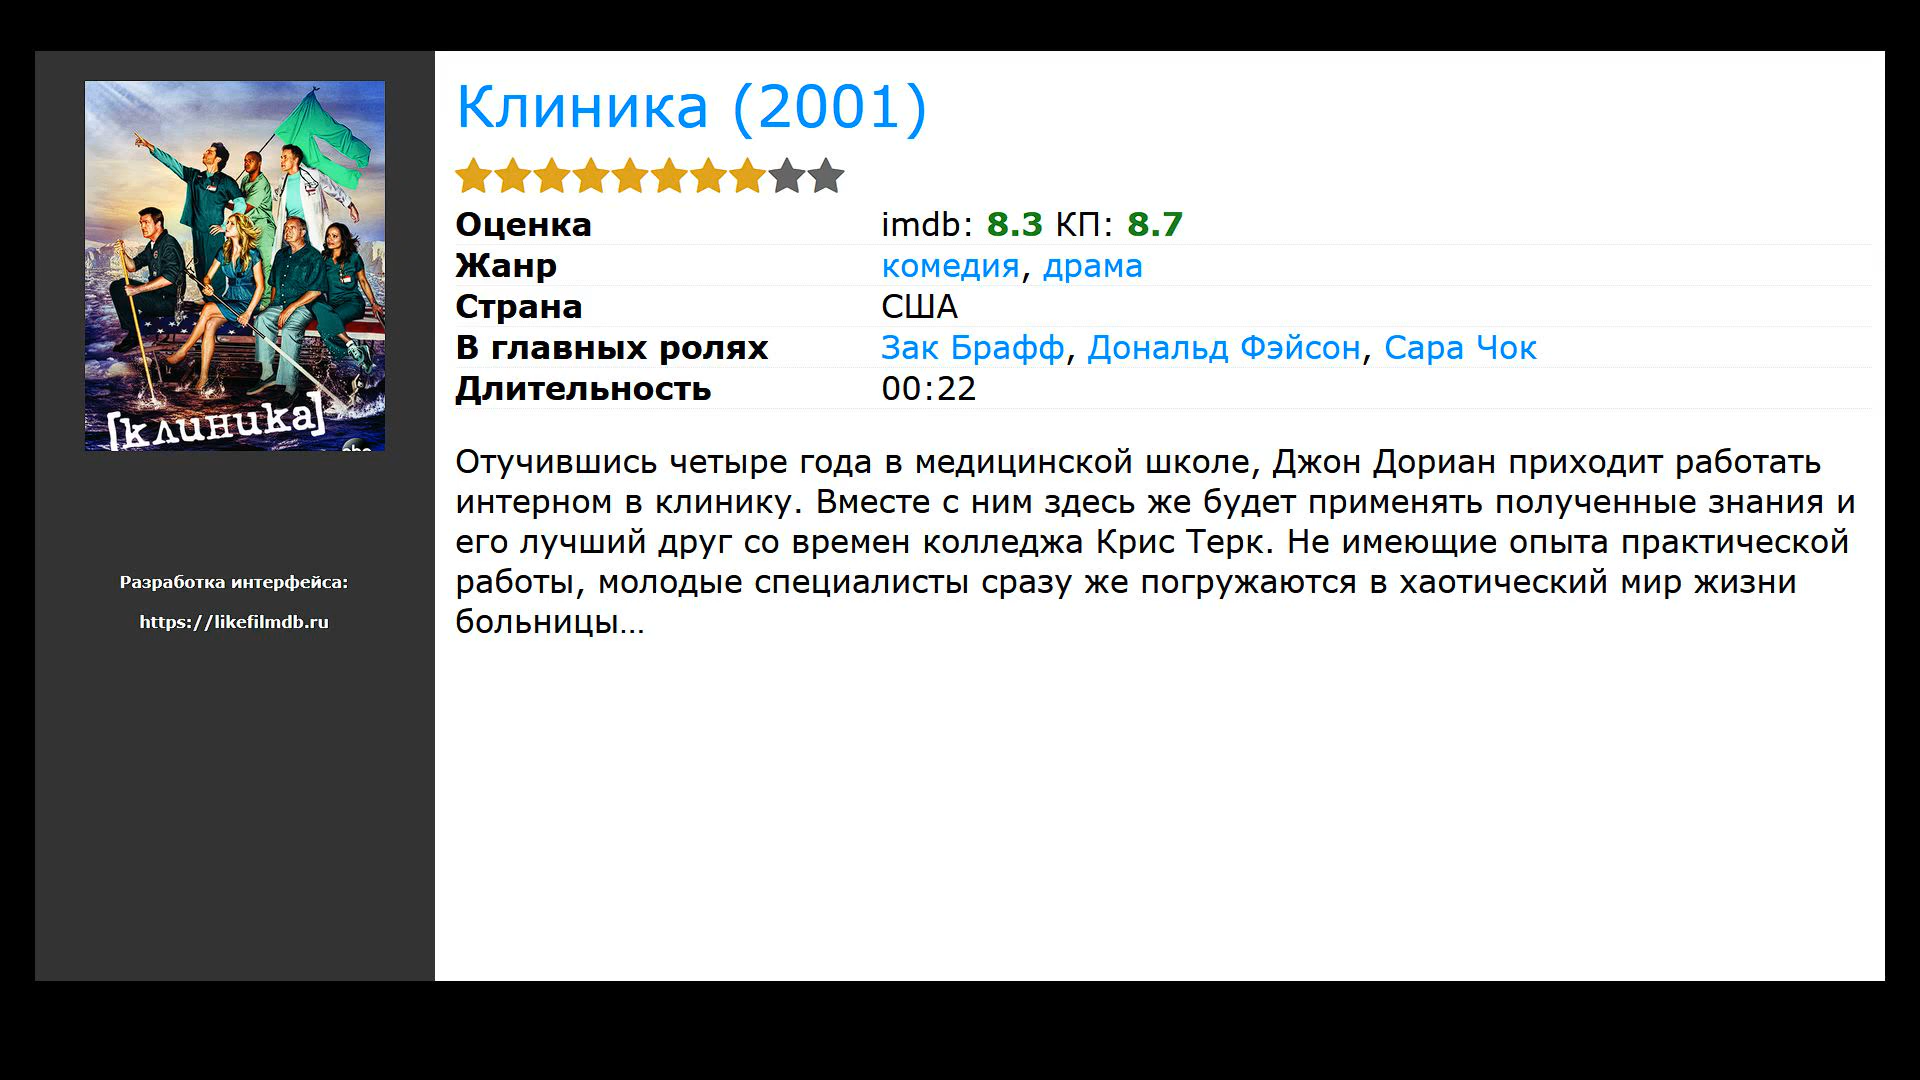 Клиника (2001)
Оценка imdb: 8.3 КП: 8.7
Жанр комедия, драма
Страна США
В главных ролях Зак Брафф, Дональд Фэйсон, Сара Чок
Длительность 00:22
Отучившись четыре года в медицинской школе, Джон Дориан приходит работать
интерном в клинику. Вместе с ним здесь же будет применять полученные знания и
его лучший друг со времен колледжа Крис Терк. Не имеющие опыта практической
работы, молодые специалисты сразу же погружаются в хаотический мир жизни
больницы…
[клиника]
abc
Разработка интерфейса:
https://likefilmdb.ru